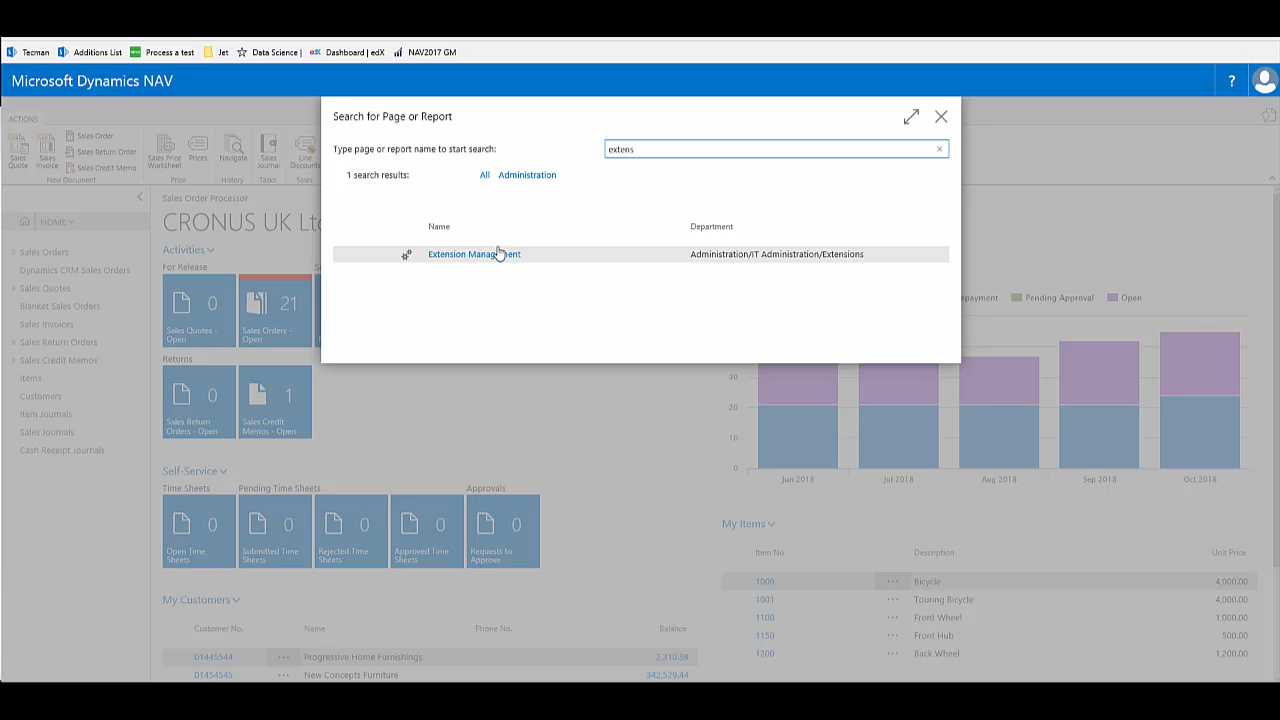 Tecman Additions List Process a test Jet Data Science | Dashboard | edX NAV2017 GM
Microsoft Dynamics NAV ?
ACTIONS
Sales Quote
Sales Invoice
Sales Order
Sales Return Order
Sales Credit Memo
New Document
Sales Price Worksheet
Prices
Price
Navigate
History
Sales Journal
Tasks
Line Discounts
Sales
Search for Page or Report
Type page or report name to start search: extens
1 search results: All Administration
Name Department
Extension Management Administration/IT Administration/Extensions
HOME
Sales Orders
Dynamics CRM Sales Orders
Sales Quotes
Blanket Sales Orders
Sales Invoices
Sales Return Orders
Sales Credit Memos
Items
Customers
Item Journals
Sales Journals
Cash Receipt Journals
Sales Order Processor
CRONUS UK Ltc
Activities
For Release
0
Sales Quotes - Open
21
Sales Orders - Open
Returns
0
Sales Return Orders - Open
1
Sales Credit Memos - Open
Self-Service
Time Sheets Pending Time Sheets Approvals
0
Open Time Sheets
0
Submitted Time Sheets
0
Rejected Time Sheets
0
Approved Time Sheets
0
Requests to Approve
My Customers
Customer No. Name Phone No. Balance
01445544 Progressive Home Furnishings 2,310.38
01454545 New Concepts Furniture 342,529.44
epayment Pending Approval Open
30
20
10
0
Jun 2018 Jul 2018 Aug 2018 Sep 2018 Oct 2018
My Items
Item No. Description Unit Price
1000 Bicycle 4,000.00
1001 Touring Bicycle 4,000.00
1100 Front Wheel 1,000.00
1150 Front Hub 500.00
1200 Back Wheel 1,200.00